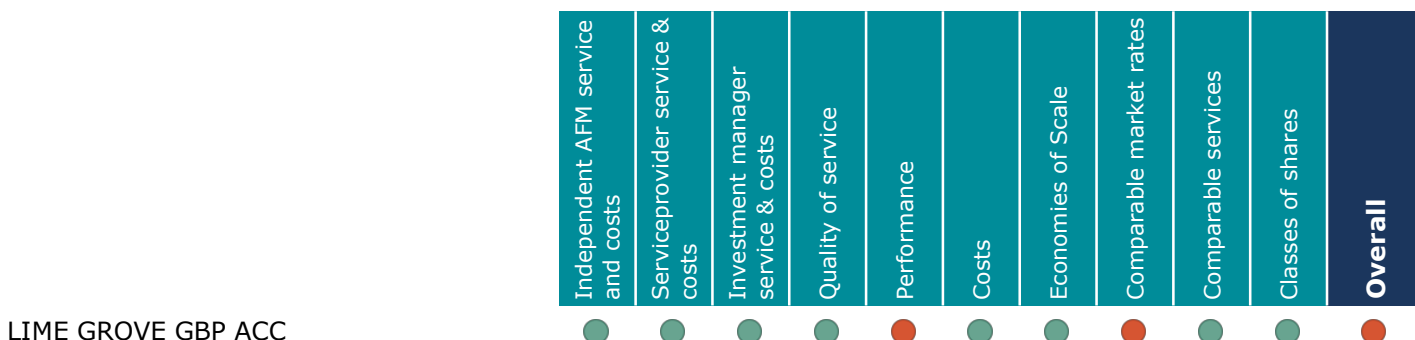 Independent AFM service
and costs
Serviceprovider service &
costs
Investment manager
service & costs
Quality of service
Performance
Costs
Economies of Scale
Comparable market rates
Comparable services
Classes of shares
Overall
LIME GROVE GBP ACC